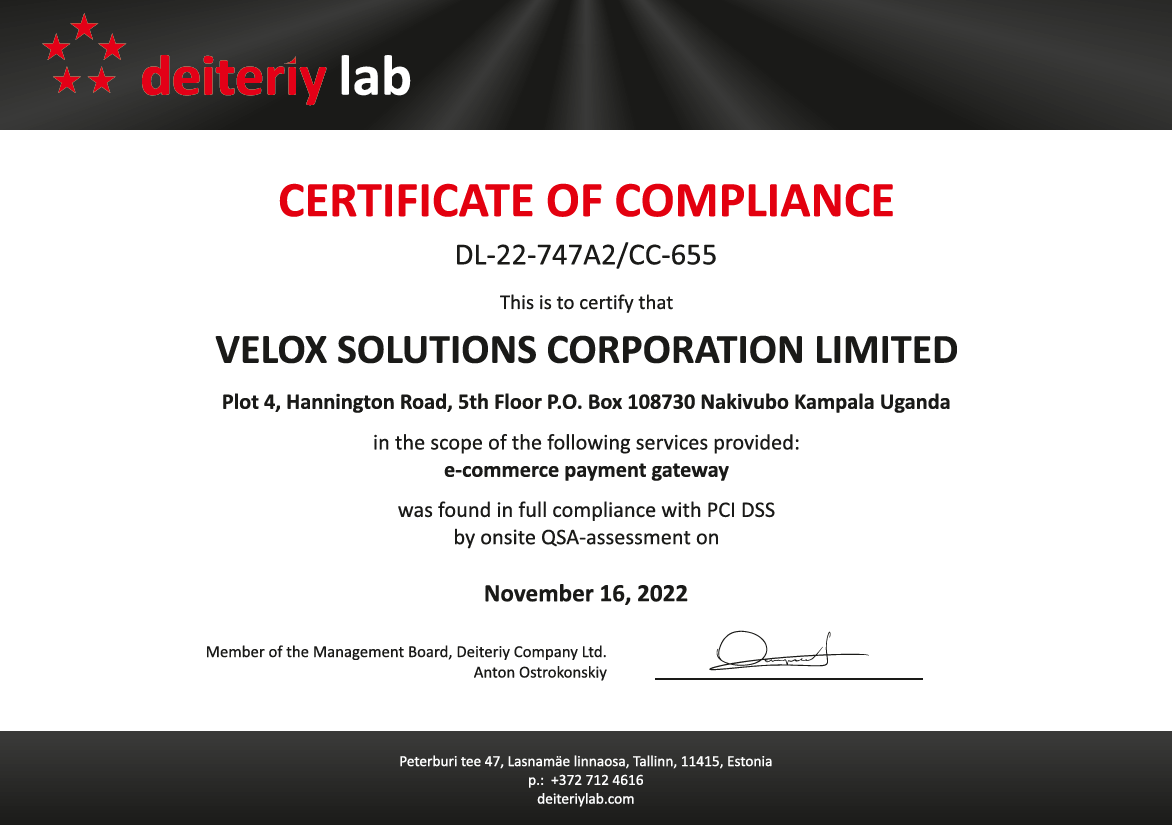 deiteriy lab
CERTIFICATE OF COMPLIANCE
DL-22-747A2/CC-655
This is to certify that
VELOX SOLUTIONS CORPORATION LIMITED
Plot 4, Hannington Road, 5th Floor P.O. Box 108730 Nakivubo Kampala Uganda
in the scope of the following services provided:
e-commerce payment gateway
was found in full compliance with PCI DSS
by onsite QSA-assessment on
November 16, 2022
Member of the Management Board, Deiteriy Company Ltd.
Anton Ostrokonskiy
Peterburi tee 47, Lasnamäe linnaosa, Tallinn, 11415, Estonia
p.: +372 712 4616
deiteriylab.com